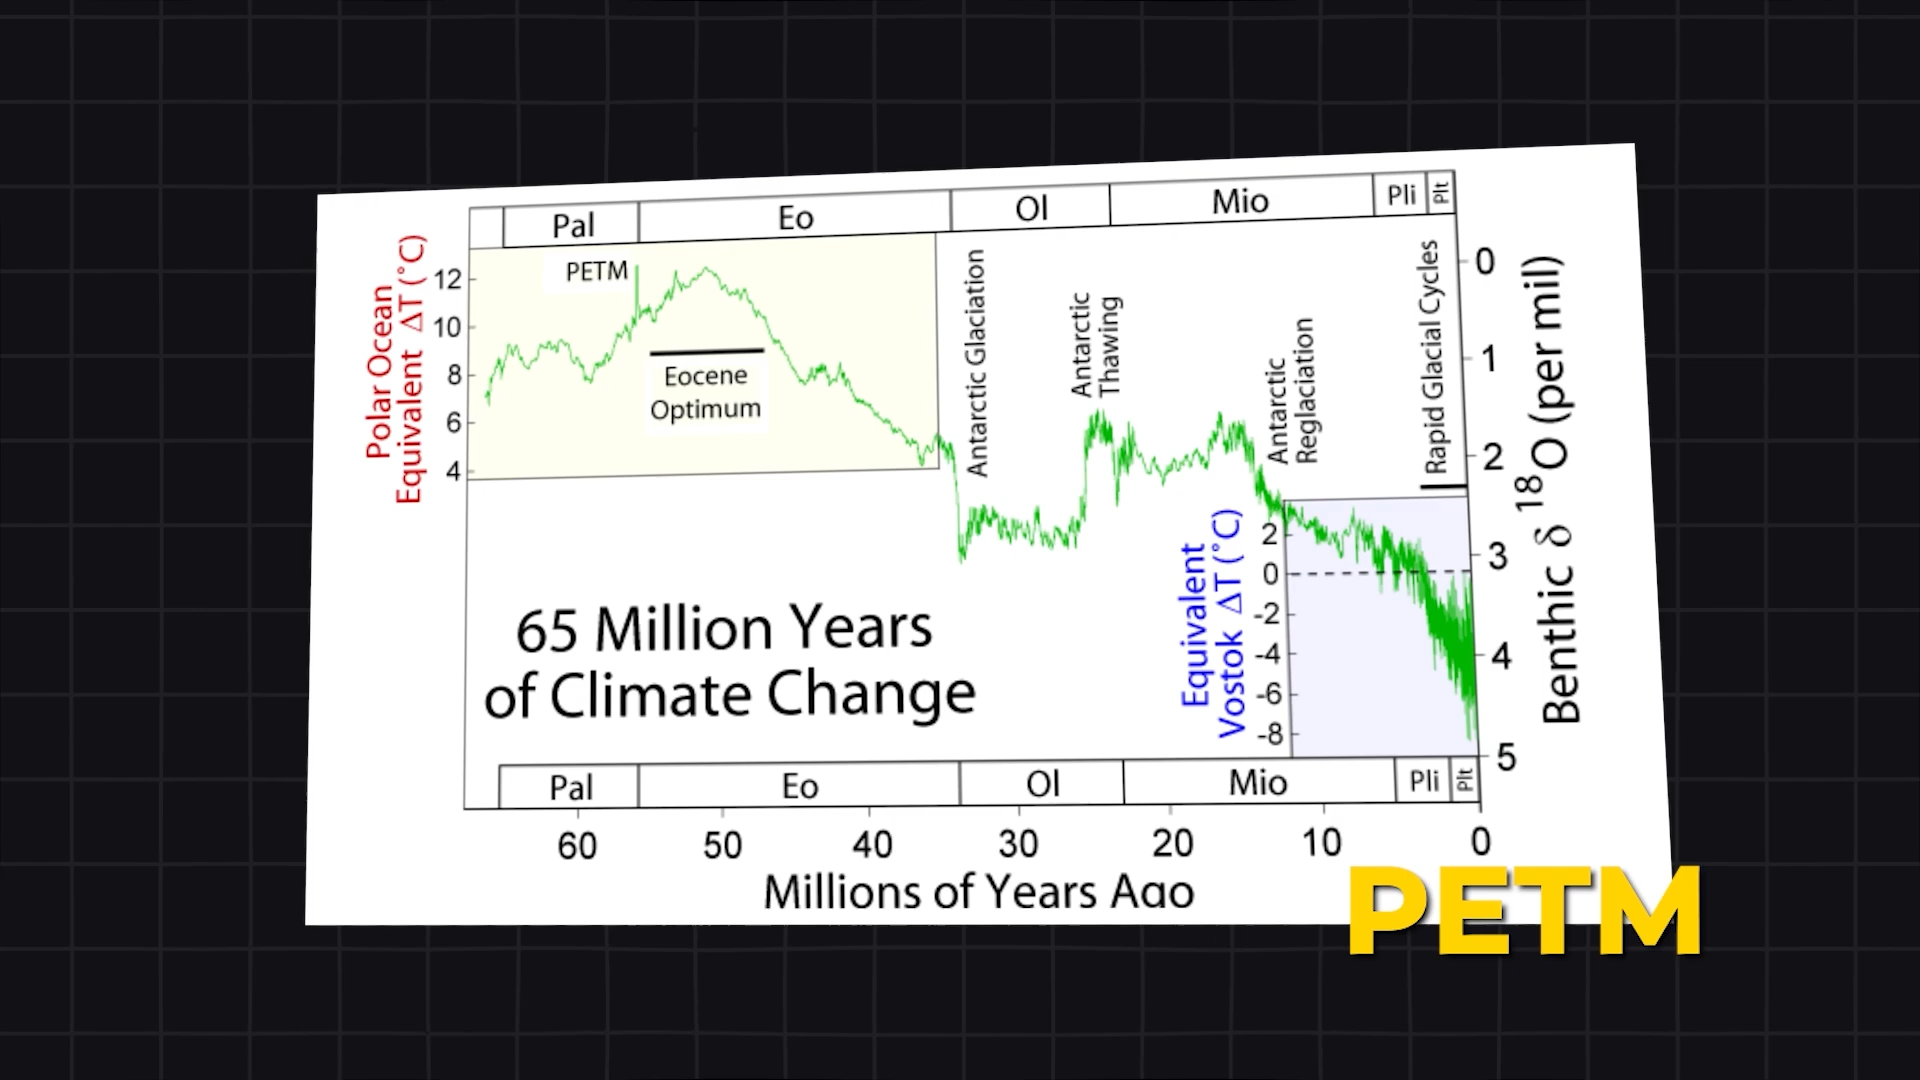 Pal Eo Ol Mio Pli Plt
Polar Ocean
Equivalent ΔT (°C)
12
10
8
6
4
PETM
Eocene
Optimum
Antarctic Glaciation
Antarctic
Thawing
Antarctic
Reglaciation
Rapid Glacial Cycles
0
1
2
3
4
5
Benthic δ 18O (per mil)
Equivalent
Vostok ΔT (°C)
2
0
-2
-4
-6
-8
65 Million Years
of Climate Change
Pal Eo Ol Mio Pli Plt
60 50 40 30 20 10 0
Millions of Years Ago
PETM